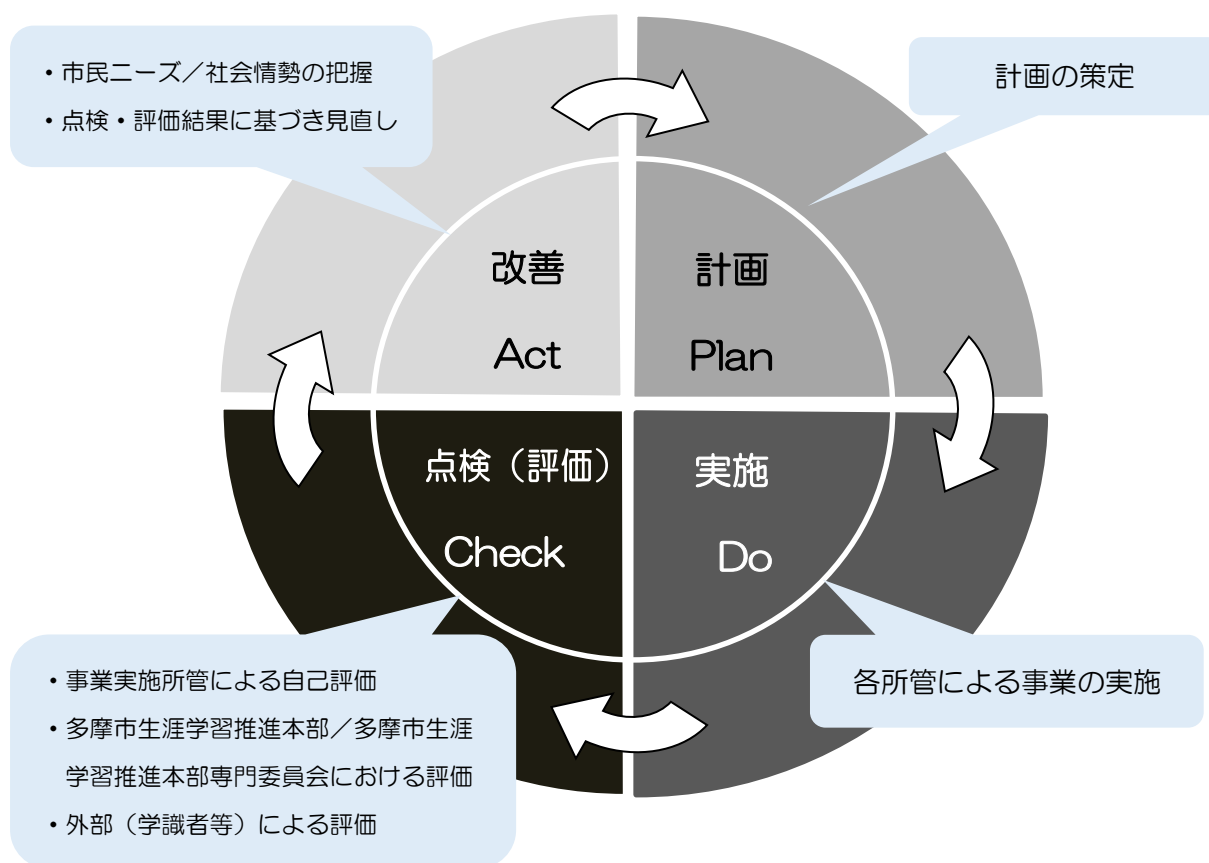 ・市民ニーズ／社会情勢の把握
・点検・評価結果に基づき見直し
計画の策定
改善
Act
計画
Plan
点検（評価）
Check
実施
Do
・事業実施所管による自己評価
・多摩市生涯学習推進本部／多摩市生涯
学習推進本部専門委員会における評価
・外部（学識者等）による評価
各所管による事業の実施